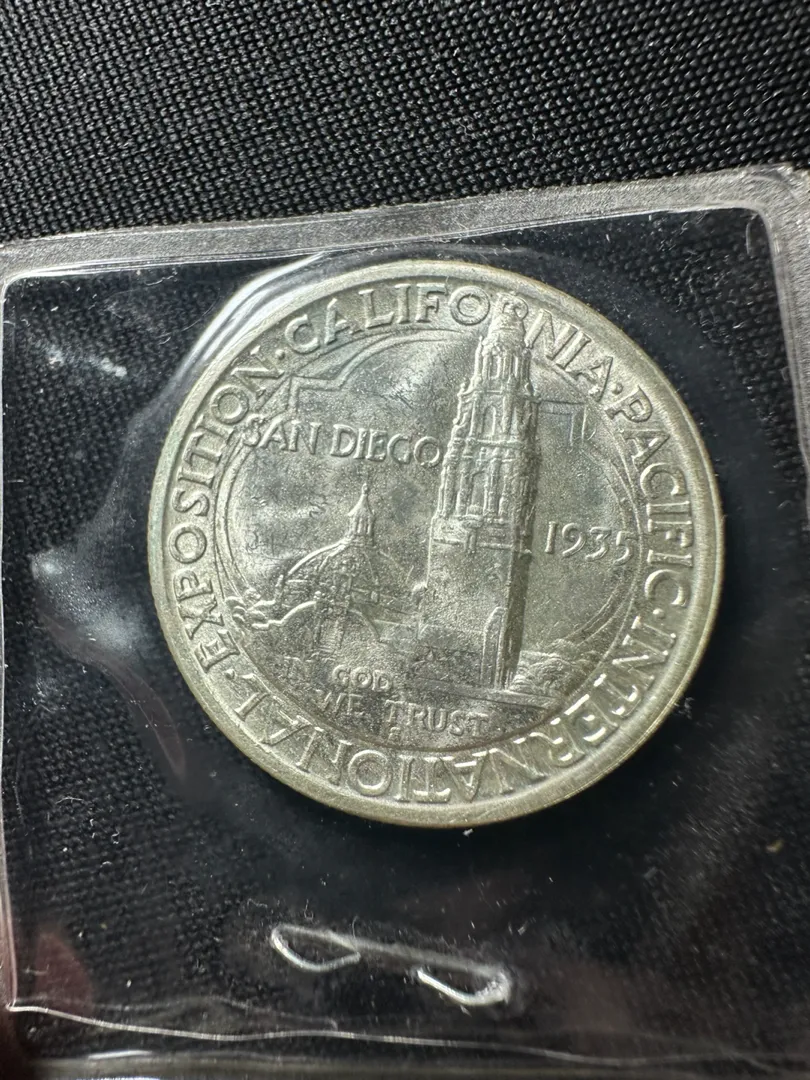 CALIFORNIA·PACIFIC·INTERNATIONAL·EXPOSITION·
SAN DIEGO
1935
IN GOD
WE TRUST
S